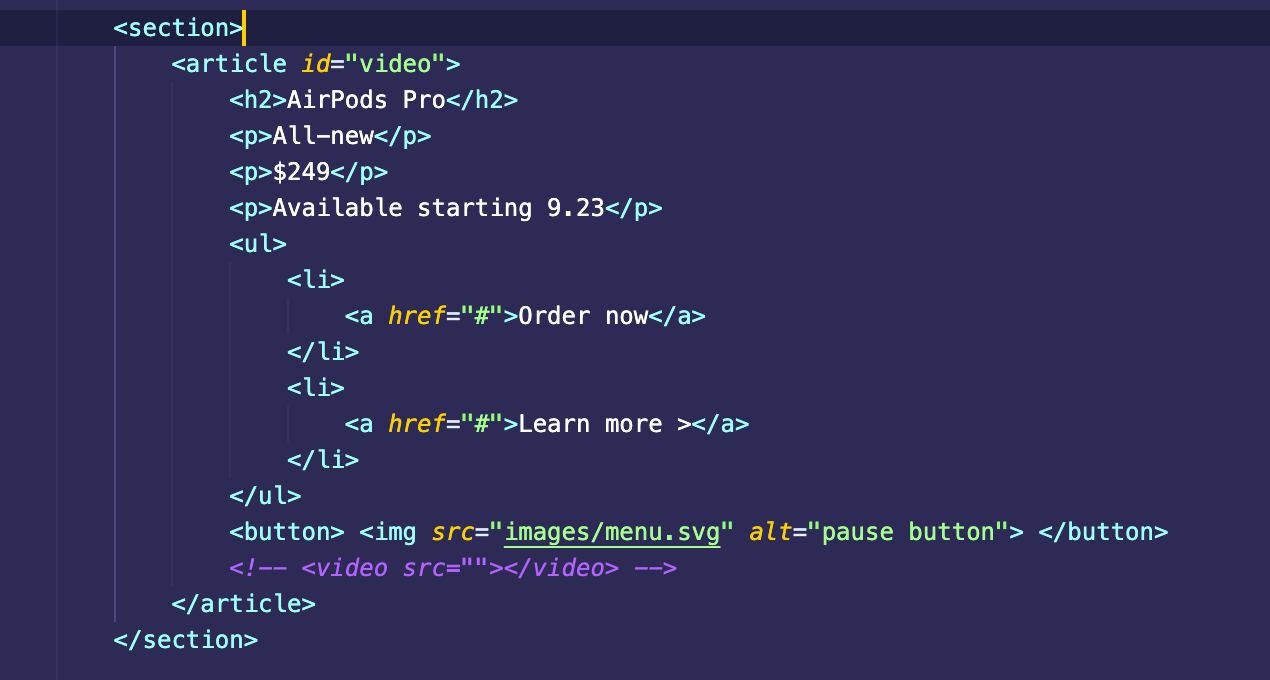 <section>
<article id="video">
<h2>AirPods Pro</h2>
<p>All-new</p>
<p>$249</p>
<p>Available starting 9.23</p>
<ul>
<li>
<a href="#">Order now</a>
</li>
<li>
<a href="#">Learn more ></a>
</li>
</ul>
<button> <img src="images/menu.svg" alt="pause button"> </button>
<!-- <video src=""></video> -->
</article>
</section>